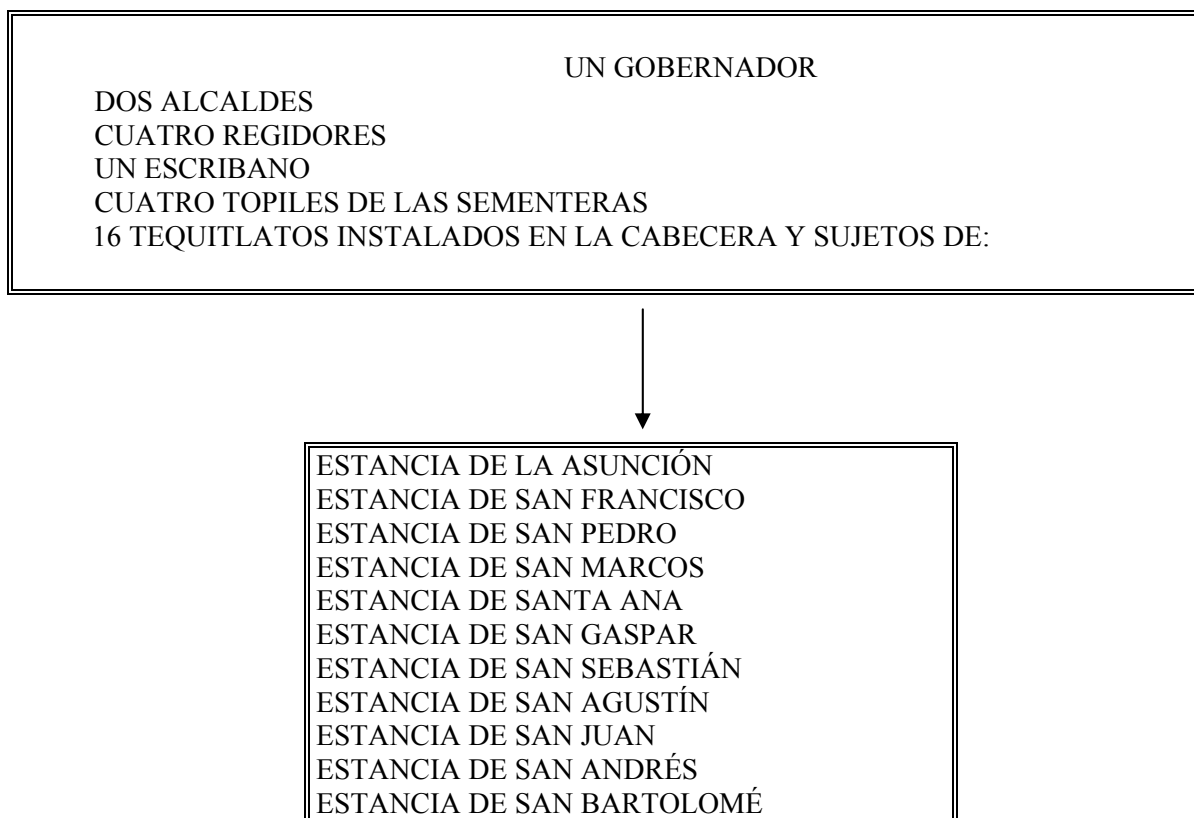 UN GOBERNADOR
DOS ALCALDES
CUATRO REGIDORES
UN ESCRIBANO
CUATRO TOPILES DE LAS SEMENTERAS
16 TEQUITLATOS INSTALADOS EN LA CABECERA Y SUJETOS DE:
ESTANCIA DE LA ASUNCIÓN
ESTANCIA DE SAN FRANCISCO
ESTANCIA DE SAN PEDRO
ESTANCIA DE SAN MARCOS
ESTANCIA DE SANTA ANA
ESTANCIA DE SAN GASPAR
ESTANCIA DE SAN SEBASTIÁN
ESTANCIA DE SAN AGUSTÍN
ESTANCIA DE SAN JUAN
ESTANCIA DE SAN ANDRÉS
ESTANCIA DE SAN BARTOLOMÉ